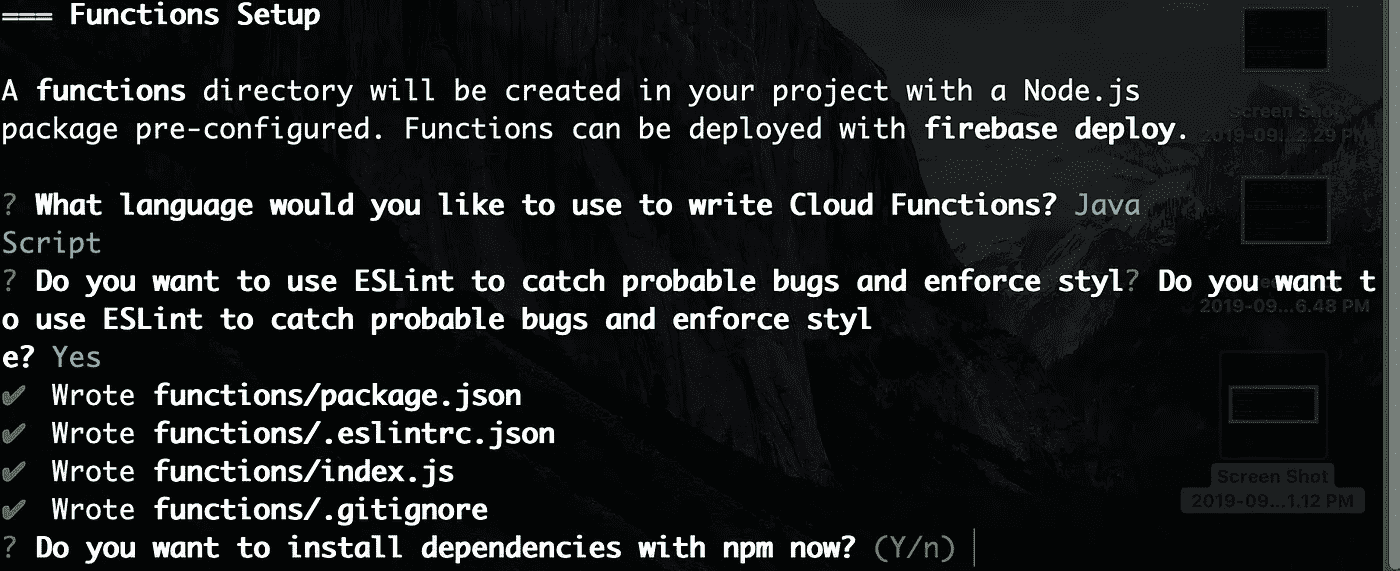 === Functions Setup
A functions directory will be created in your project with a Node.js
package pre-configured. Functions can be deployed with firebase deploy.
? What language would you like to use to write Cloud Functions? Java
Script
? Do you want to use ESLint to catch probable bugs and enforce styl? Do you want t
o use ESLint to catch probable bugs and enforce styl
e? Yes
✔ Wrote functions/package.json
✔ Wrote functions/.eslintrc.json
✔ Wrote functions/index.js
✔ Wrote functions/.gitignore
? Do you want to install dependencies with npm now? (Y/n)
Screen Shot
2019-09...2.29 PM
2019-09...6.48 PM
Screen Shot
2019-09...1.12 PM